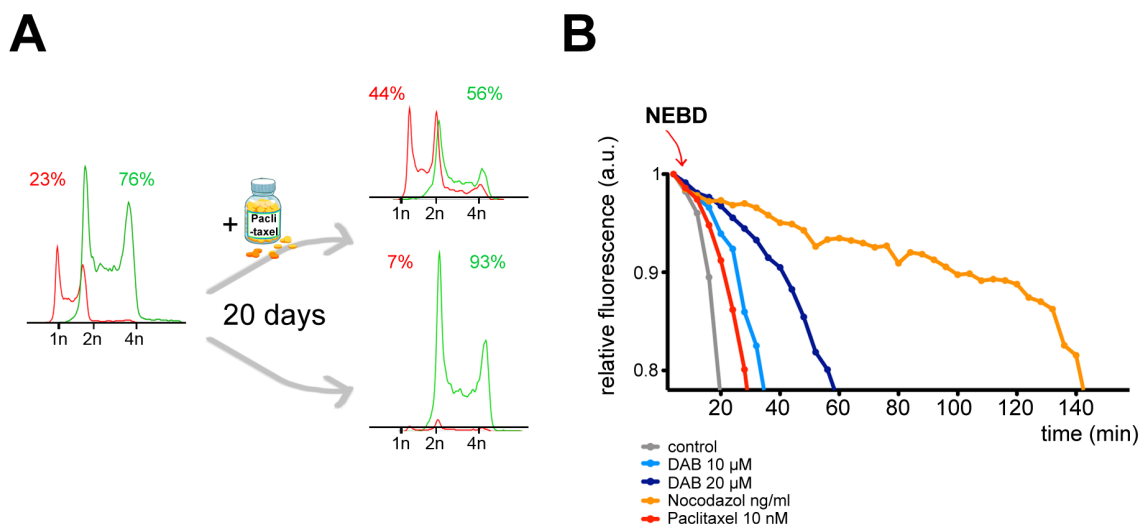 A
B
23%
76%
1n
2n
4n
+
Pacli
-taxel
20 days
44%
56%
1n
2n
4n
7%
93%
1n
2n
4n
NEBD
relative fluorescence (a.u.)
1
0.9
0.8
20
40
60
80
100
120
140
time (min)
control
DAB 10 µM
DAB 20 µM
Nocodazol ng/ml
Paclitaxel 10 nM